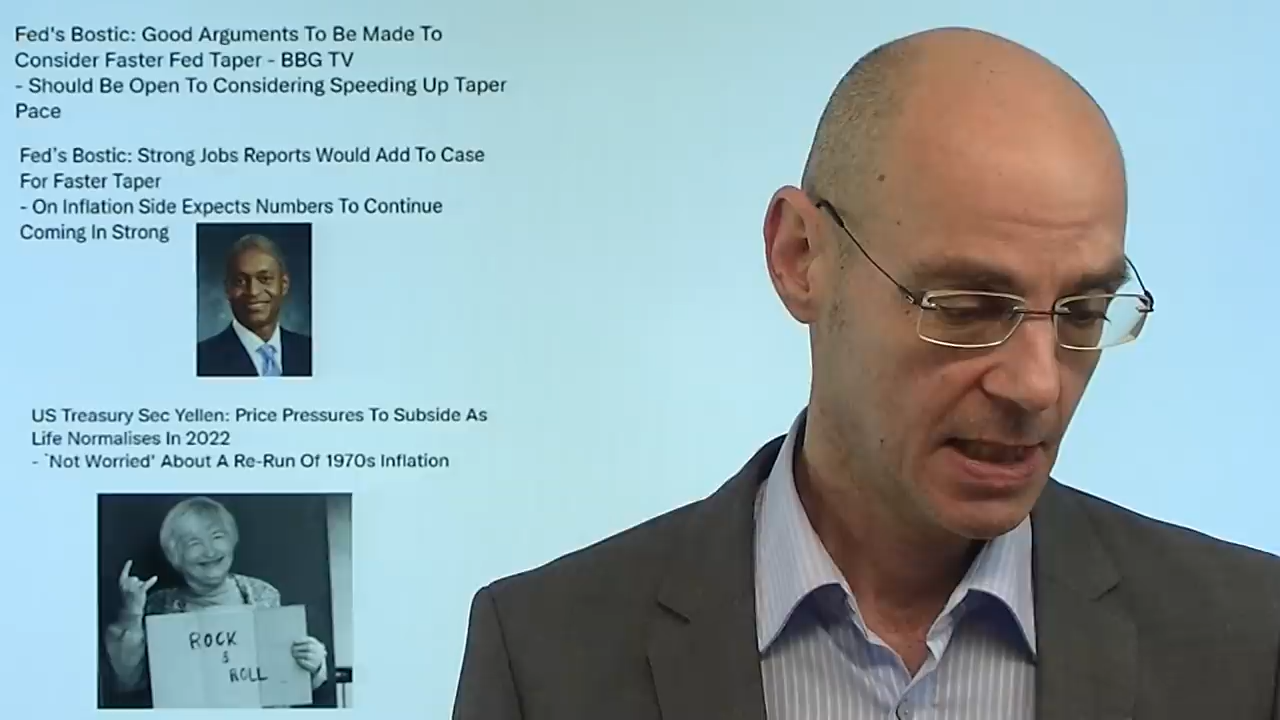 Fed's Bostic: Good Arguments To Be Made To
Consider Faster Fed Taper - BBG TV
- Should Be Open To Considering Speeding Up Taper
Pace
Fed's Bostic: Strong Jobs Reports Would Add To Case
For Faster Taper
- On Inflation Side Expects Numbers To Continue
Coming In Strong
US Treasury Sec Yellen: Price Pressures To Subside As
Life Normalises In 2022
- `Not Worried' About A Re-Run Of 1970s Inflation
ROCK
&
ROLL